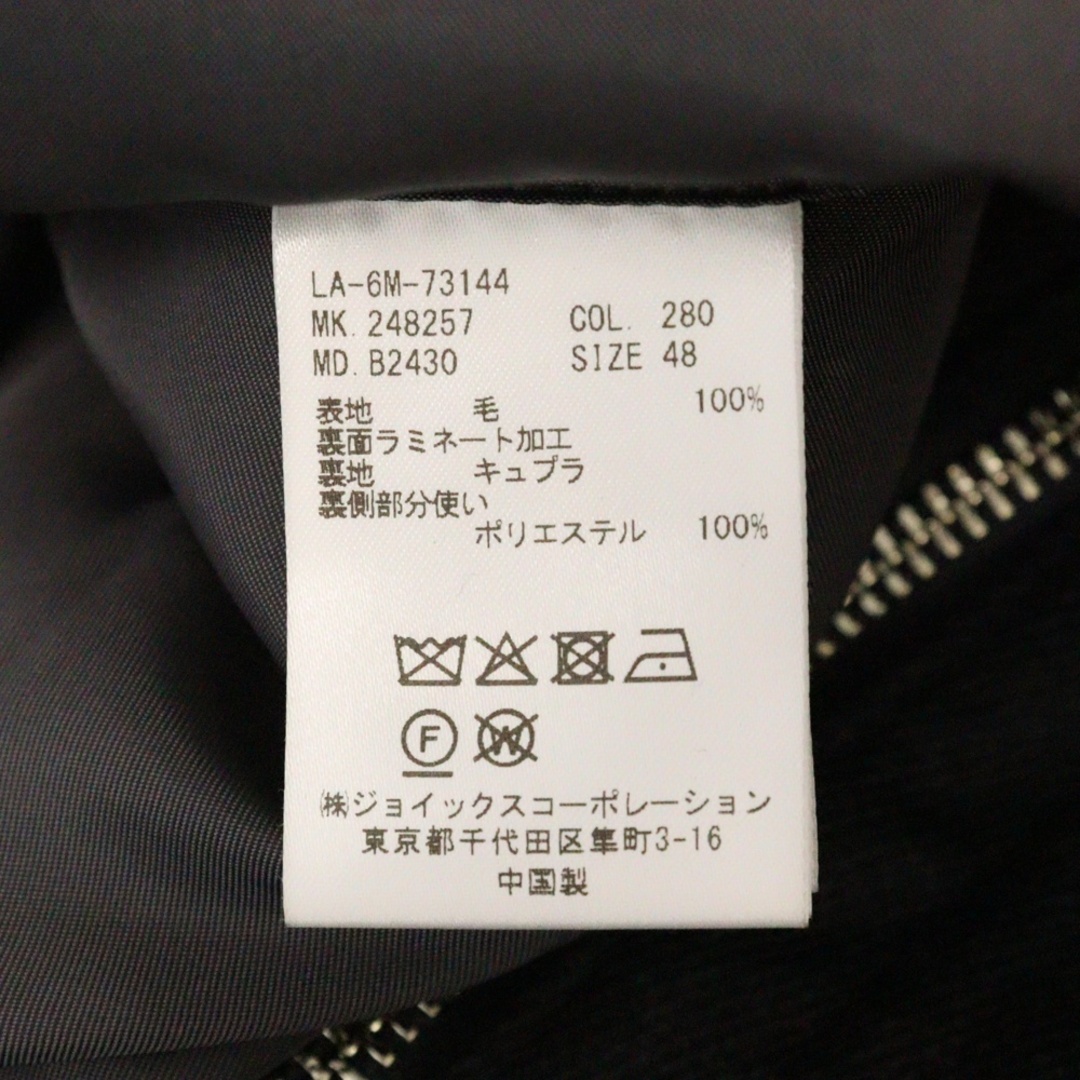 LA-6M-73144
MK. 248257 COL. 280
MD. B2430 SIZE 48
表地 毛 100%
裏面ラミネート加工
裏地 キュプラ
裏側部分使い
ポリエステル 100%
F W
㈱ジョイックスコーポレーション
東京都千代田区隼町3-16
中国製